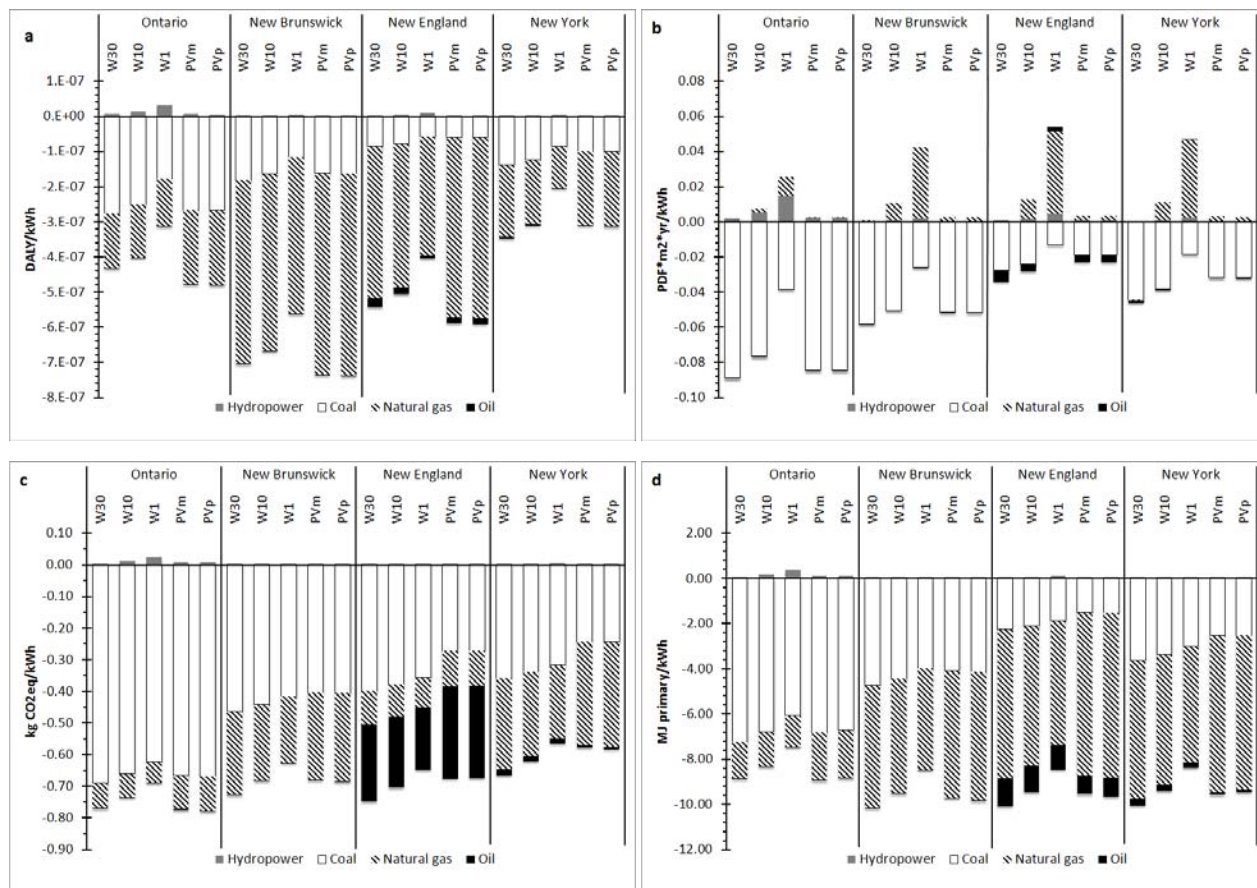 a
Ontario New Brunswick New England New York
W30 W10 W1 PVm PVp W30 W10 W1 PVm PVp W30 W10 W1 PVm PVp W30 W10 W1 PVm PVp
1.E-07
0.E+00
-1.E-07
-2.E-07
-3.E-07
-4.E-07
-5.E-07
-6.E-07
-7.E-07
-8.E-07
DALY/kWh
Hydropower Coal Natural gas Oil
b
Ontario New Brunswick New England New York
W30 W10 W1 PVm PVp W30 W10 W1 PVm PVp W30 W10 W1 PVm PVp W30 W10 W1 PVm PVp
0.08
0.06
0.04
0.02
0.00
-0.02
-0.04
-0.06
-0.08
-0.10
PDF*m2*yr/kWh
Hydropower Coal Natural gas Oil
c
Ontario New Brunswick New England New York
W30 W10 W1 PVm PVp W30 W10 W1 PVm PVp W30 W10 W1 PVm PVp W30 W10 W1 PVm PVp
0.10
0.00
-0.10
-0.20
-0.30
-0.40
-0.50
-0.60
-0.70
-0.80
-0.90
kg CO2eq/kWh
Hydropower Coal Natural gas Oil
d
Ontario New Brunswick New England New York
W30 W10 W1 PVm PVp W30 W10 W1 PVm PVp W30 W10 W1 PVm PVp W30 W10 W1 PVm PVp
2.00
0.00
-2.00
-4.00
-6.00
-8.00
-10.00
-12.00
MJ primary/kWh
Hydropower Coal Natural gas Oil